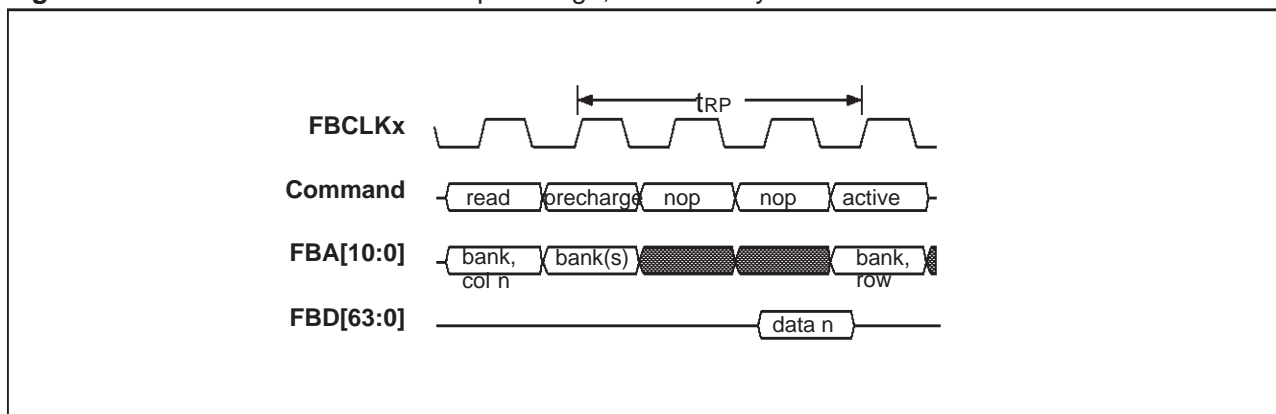 tRP
FBCLKx
Command
read
precharge
nop
nop
active
FBA[10:0]
bank,
col n
bank(s)
bank,
row
FBD[63:0]
data n